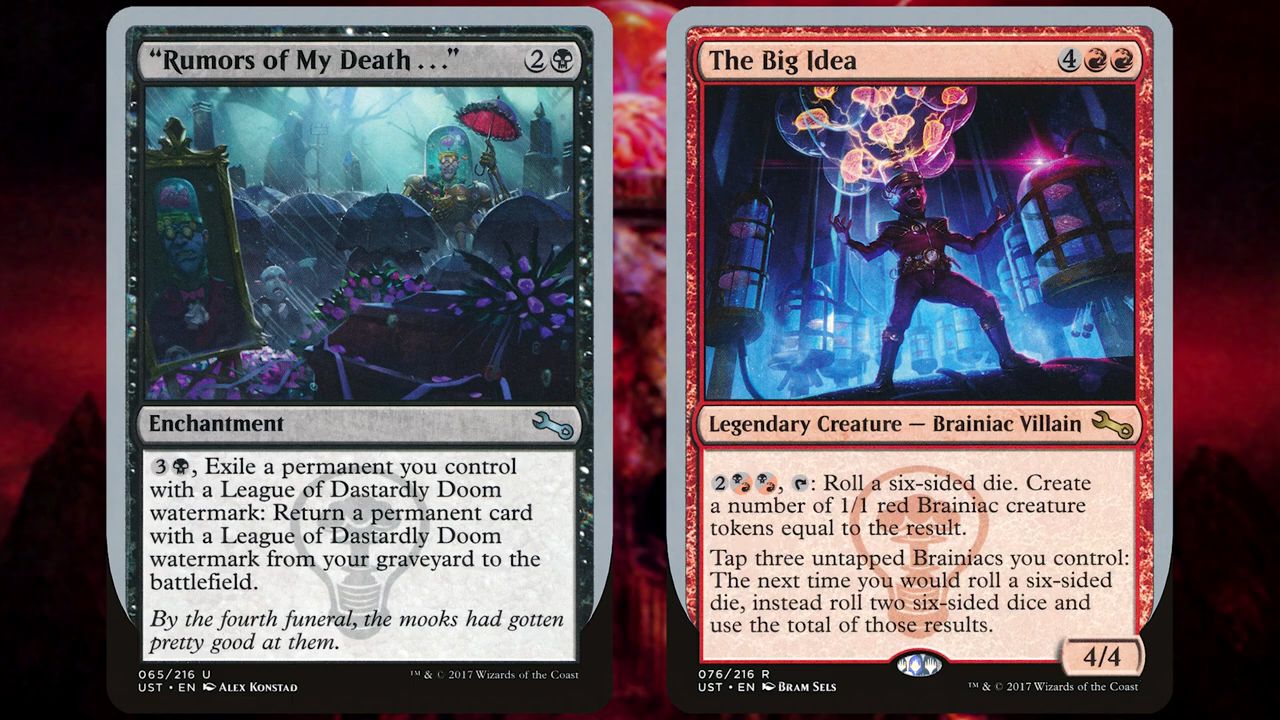 “Rumors of My Death . . .” 2
Enchantment
3 , Exile a permanent you control
with a League of Dastardly Doom
watermark: Return a permanent card
with a League of Dastardly Doom
watermark from your graveyard to the
battlefield.
By the fourth funeral, the mooks had gotten
pretty good at them.
065/216 U
UST • EN Alex Konstad
™ & © 2017 Wizards of the Coast
The Big Idea 4
Legendary Creature — Brainiac Villain
2 , : Roll a six-sided die. Create
a number of 1/1 red Brainiac creature
tokens equal to the result.
Tap three untapped Brainiacs you control:
The next time you would roll a six-sided
die, instead roll two six-sided dice and
use the total of those results.
4/4
076/216 R
UST • EN Bram Sels
™ & © 2017 Wizards of the Coast